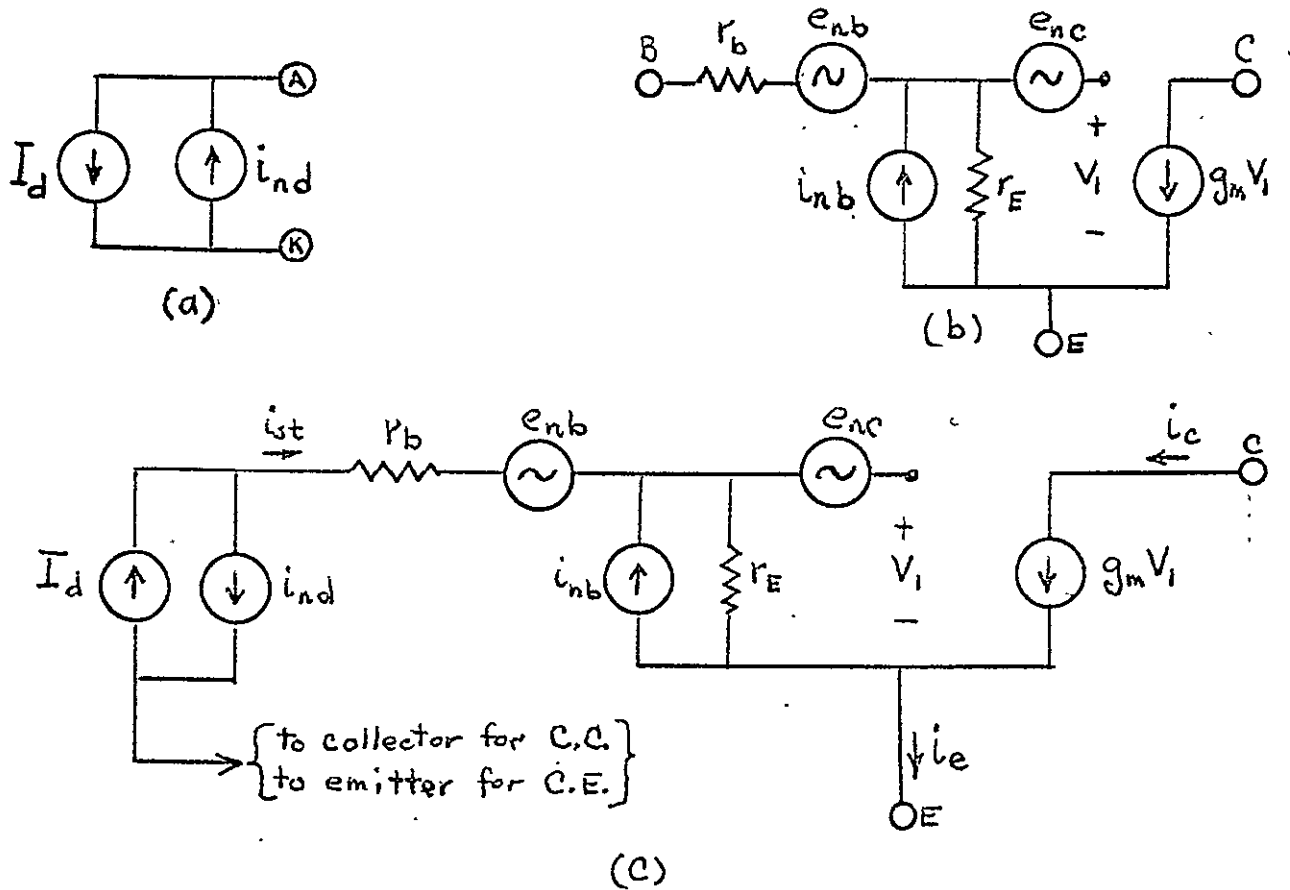 A
I_d
i_nd
K
(a)
B
r_b
e_nb
e_nc
C
i_nb
r_E
+
V_1
-
g_m V_1
(b)
E
i_st
r_b
e_nb
e_nc
i_c
C
I_d
i_nd
i_nb
r_E
+
V_1
-
g_m V_1
{to collector for C.C.}
{to emitter for C.E.}
i_e
E
(C)